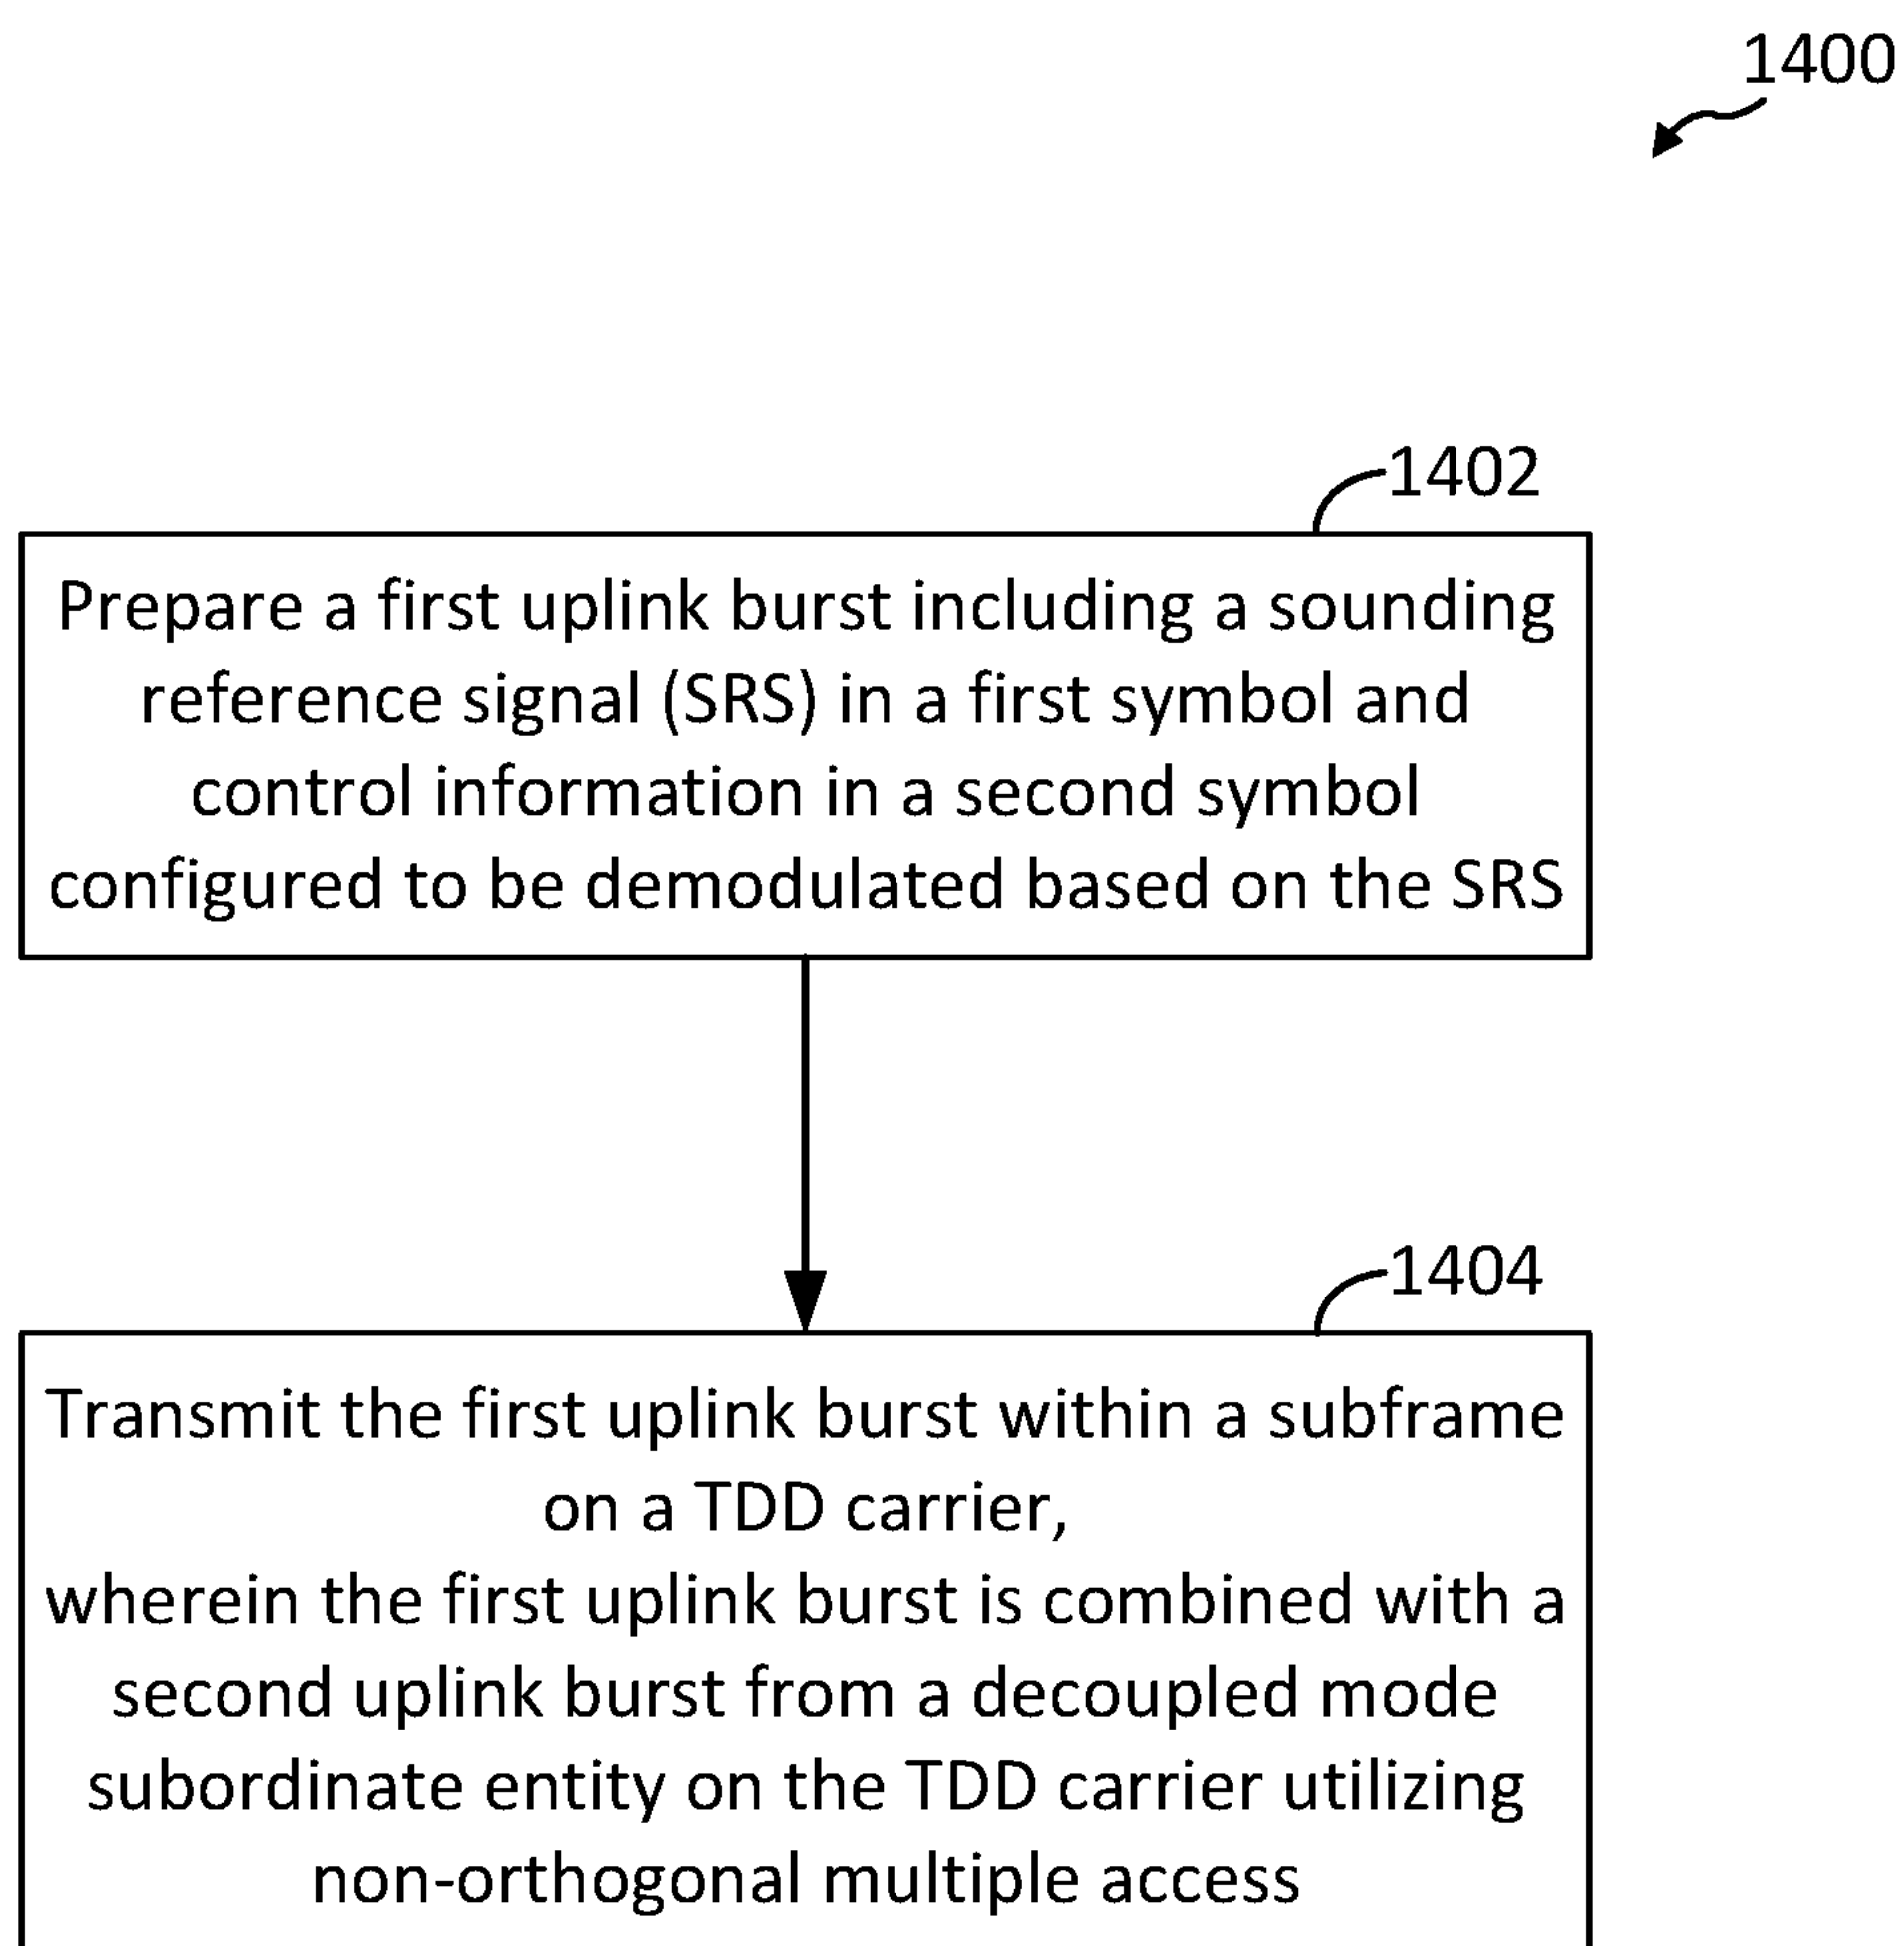 1400
1402
Prepare a first uplink burst including a sounding
reference signal (SRS) in a first symbol and
control information in a second symbol
configured to be demodulated based on the SRS
1404
Transmit the first uplink burst within a subframe
on a TDD carrier,
wherein the first uplink burst is combined with a
second uplink burst from a decoupled mode
subordinate entity on the TDD carrier utilizing
non-orthogonal multiple access